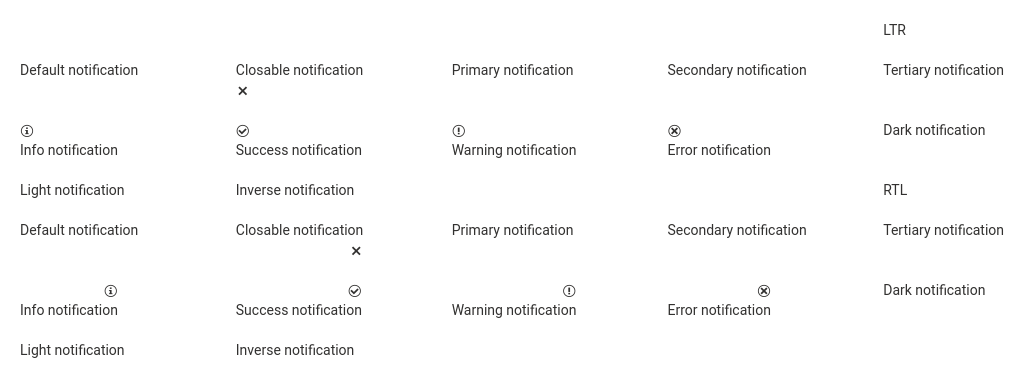 LTR
Default notification
Closable notification
Primary notification
Secondary notification
Tertiary notification
Info notification
Success notification
Warning notification
Error notification
Dark notification
Light notification
Inverse notification
RTL
Default notification
Closable notification
Primary notification
Secondary notification
Tertiary notification
Info notification
Success notification
Warning notification
Error notification
Dark notification
Light notification
Inverse notification